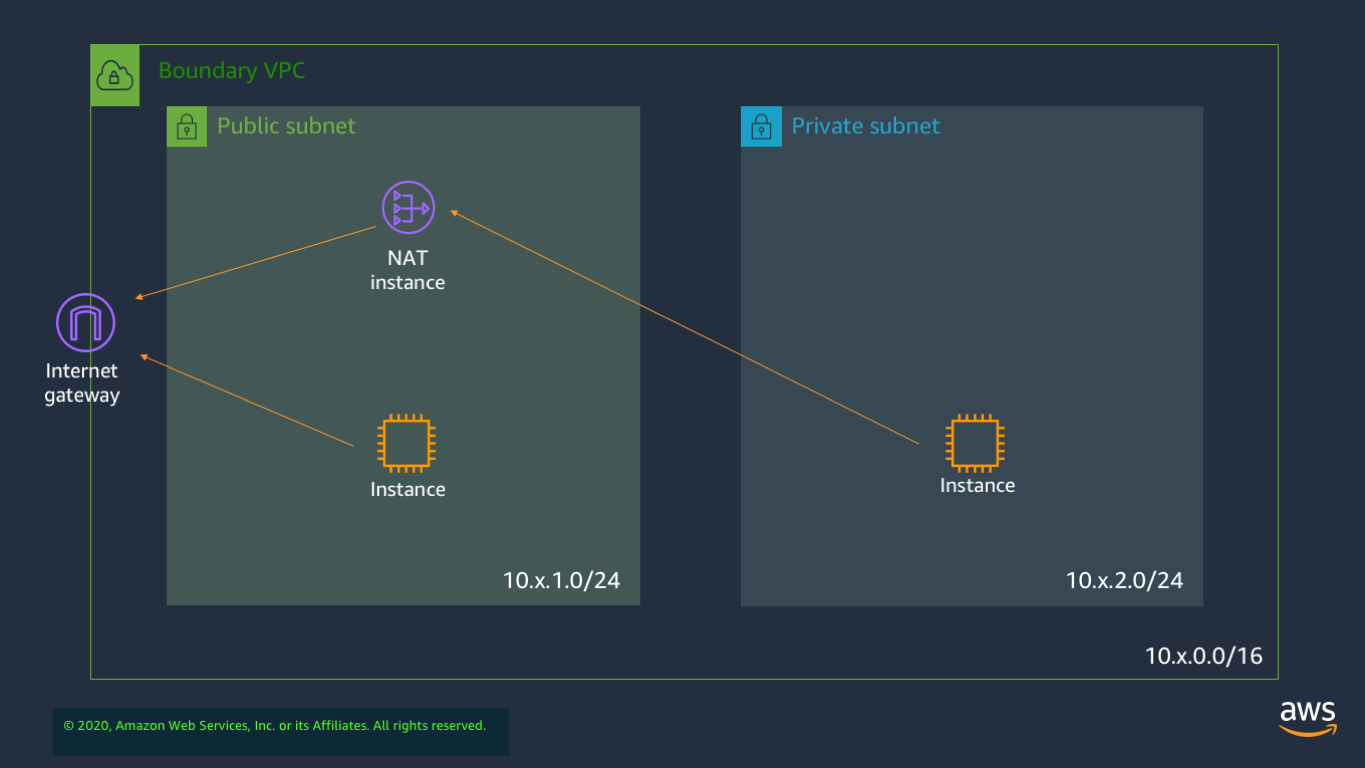 Boundary VPC
Public subnet
Private subnet
NAT
instance
Internet
gateway
Instance
Instance
10.x.1.0/24
10.x.2.0/24
10.x.0.0/16
© 2020, Amazon Web Services, Inc. or its Affiliates. All rights reserved.
aws